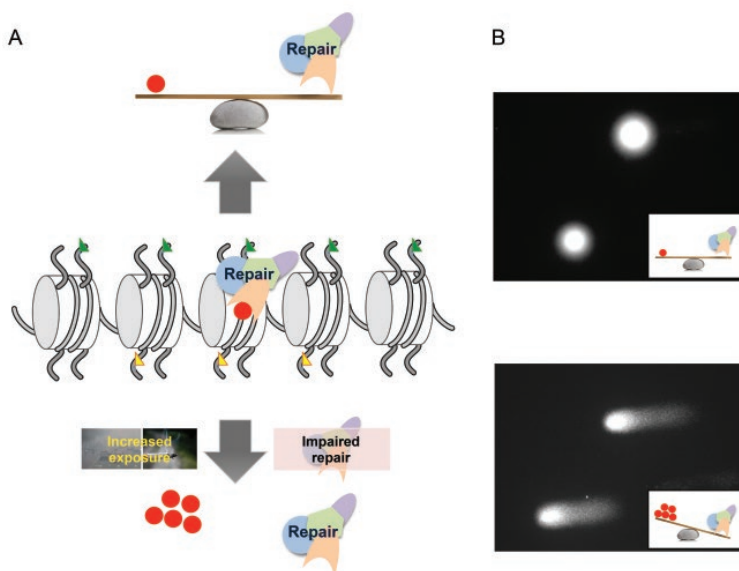 A
B
Repair
Repair
Increased
exposure
Impaired
repair
Repair